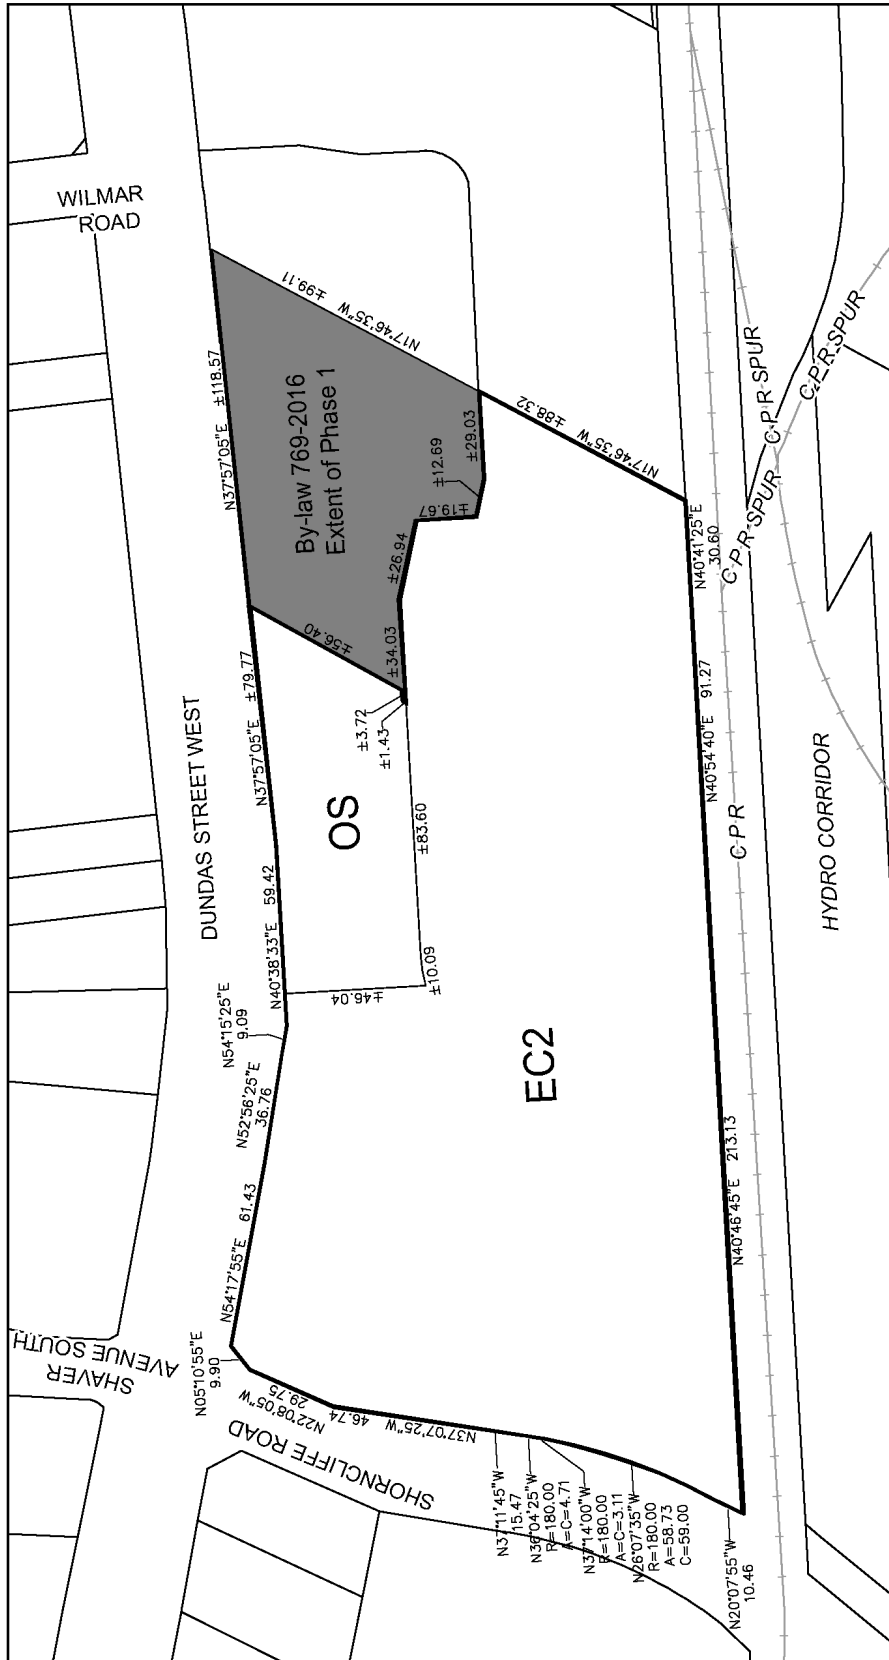 WILMAR
ROAD
±99.11
N17°46'35"W
N37°57'05"E ±118.57
By-law 769-2016
Extent of Phase 1
±12.69
±29.03
±19.67
±26.94
±34.03
±56.40
±88.32
N17°46'35"W
N40°41'25"E
30.60
C-P-R-SPUR
C-P-R-SPUR
C-P-R-SPUR
DUNDAS STREET WEST
N37°57'05"E ±79.77
±3.72
±1.43
OS
±83.60
N40°54'40"E 91.27
C-P-R
HYDRO CORRIDOR
N40°38'33"E 59.42
±46.04
±10.09
N54°15'25"E
9.09
N52°56'25"E
36.76
EC2
N54°17'55"E 61.43
N40°46'45"E 213.13
SHAVER
AVENUE SOUTH
N05°10'55"E
9.90
N22°08'05"W
29.75
46.74
N37°07'25"W
SHORNCLIFFE ROAD
N37°11'45"W
15.47
N36°04'25"W
R=180.00
A=C=4.71
N37°14'00"W
R=180.00
A=C=3.11
N26°07'35"W
R=180.00
A=58.73
C=59.00
N20°07'55"W
10.46